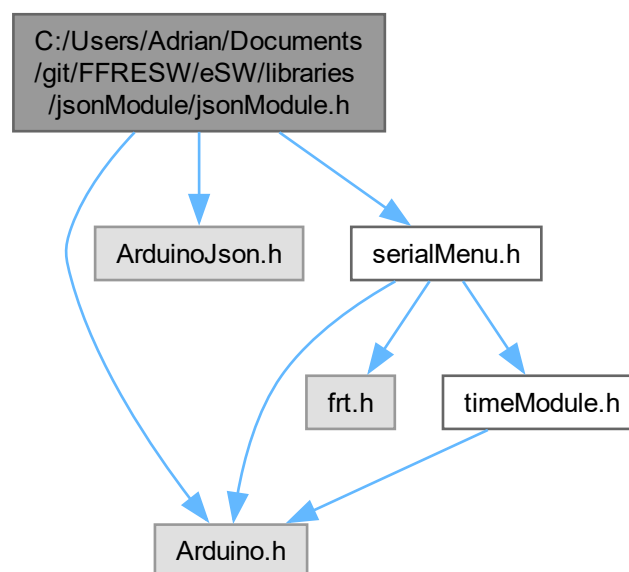 C:/Users/Adrian/Documents
/git/FFRESW/eSW/libraries
/jsonModule/jsonModule.h
ArduinoJson.h
serialMenu.h
frt.h
timeModule.h
Arduino.h